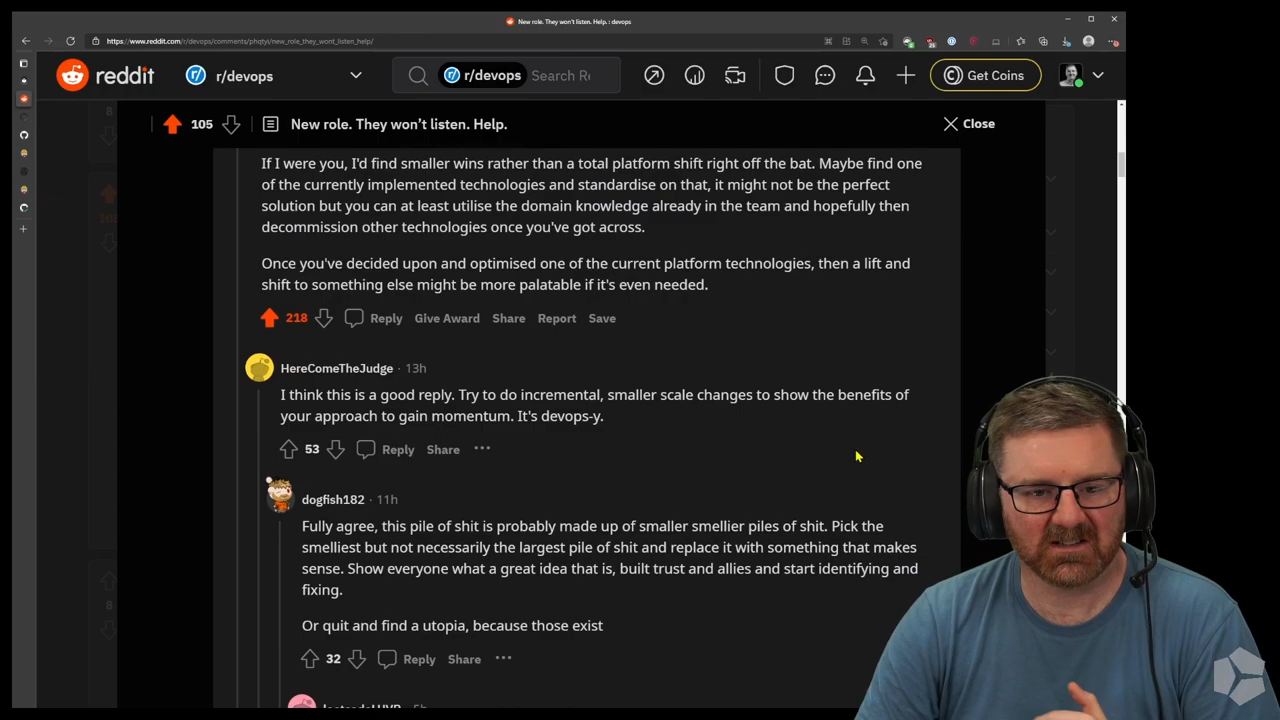 New role. They won't listen. Help. : devops
https://www.reddit.com/r/devops/comments/phqtyi/new_role_they_wont_listen_help/
reddit
r/devops
r/devops Search Re
Get Coins
105
New role. They won't listen. Help.
Close
If I were you, I'd find smaller wins rather than a total platform shift right off the bat. Maybe find one
of the currently implemented technologies and standardise on that, it might not be the perfect
solution but you can at least utilise the domain knowledge already in the team and hopefully then
decommission other technologies once you've got across.
Once you've decided upon and optimised one of the current platform technologies, then a lift and
shift to something else might be more palatable if it's even needed.
218 Reply Give Award Share Report Save
HereComeTheJudge · 13h
I think this is a good reply. Try to do incremental, smaller scale changes to show the benefits of
your approach to gain momentum. It's devops-y.
53 Reply Share ...
dogfish182 · 11h
Fully agree, this pile of shit is probably made up of smaller smellier piles of shit. Pick the
smelliest but not necessarily the largest pile of shit and replace it with something that makes
sense. Show everyone what a great idea that is, built trust and allies and start identifying and
fixing.
Or quit and find a utopia, because those exist
32 Reply Share ...